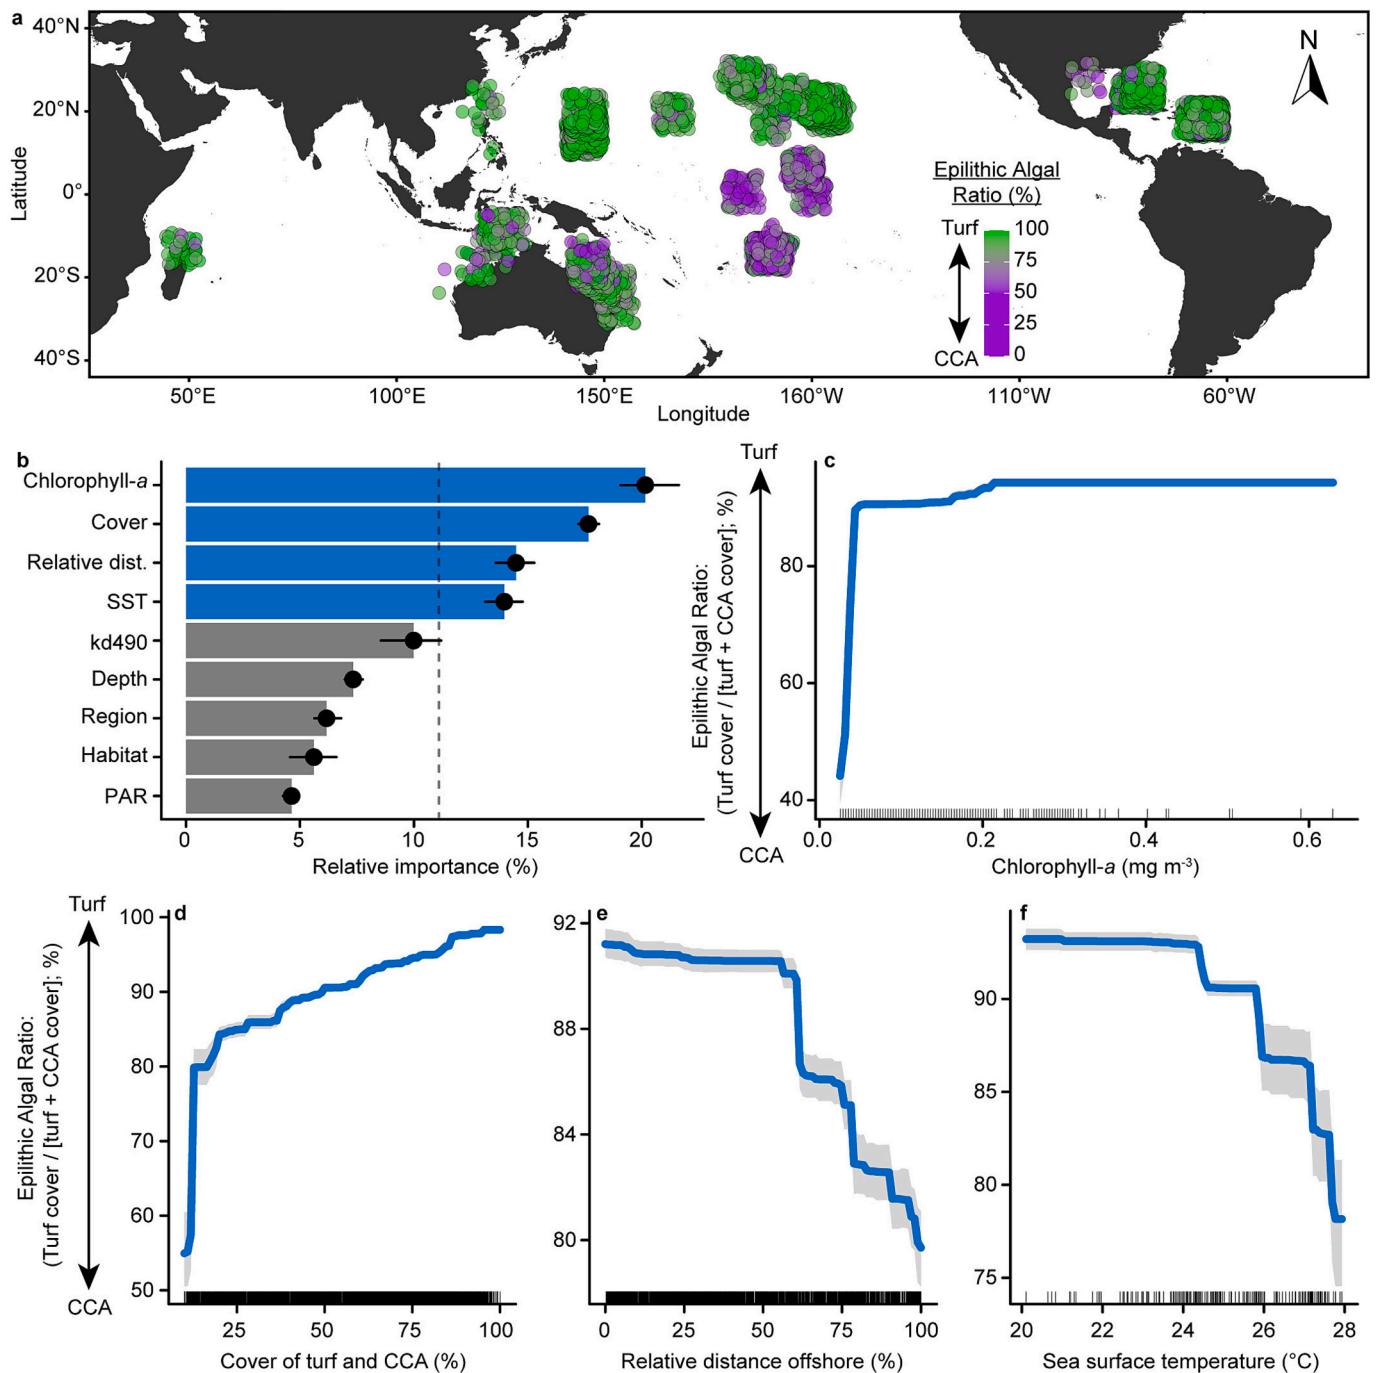 a
40°N
20°N
0°
20°S
40°S
Latitude
50°E
100°E
150°E
160°W
110°W
60°W
Longitude
N
Epilithic Algal
Ratio (%)
Turf
CCA
100
75
50
25
0
b
Chlorophyll-a
Cover
Relative dist.
SST
kd490
Depth
Region
Habitat
PAR
0
5
10
15
20
Relative importance (%)
Turf
CCA
Epilithic Algal Ratio:
(Turf cover / [turf + CCA cover]; %)
c
80
60
40
0.0
0.2
0.4
0.6
Chlorophyll-a (mg m⁻³)
Turf
CCA
Epilithic Algal Ratio:
(Turf cover / [turf + CCA cover]; %)
d
100
90
80
70
60
50
25
50
75
100
Cover of turf and CCA (%)
e
92
88
84
80
0
25
50
75
100
Relative distance offshore (%)
f
90
85
80
75
20
22
24
26
28
Sea surface temperature (°C)